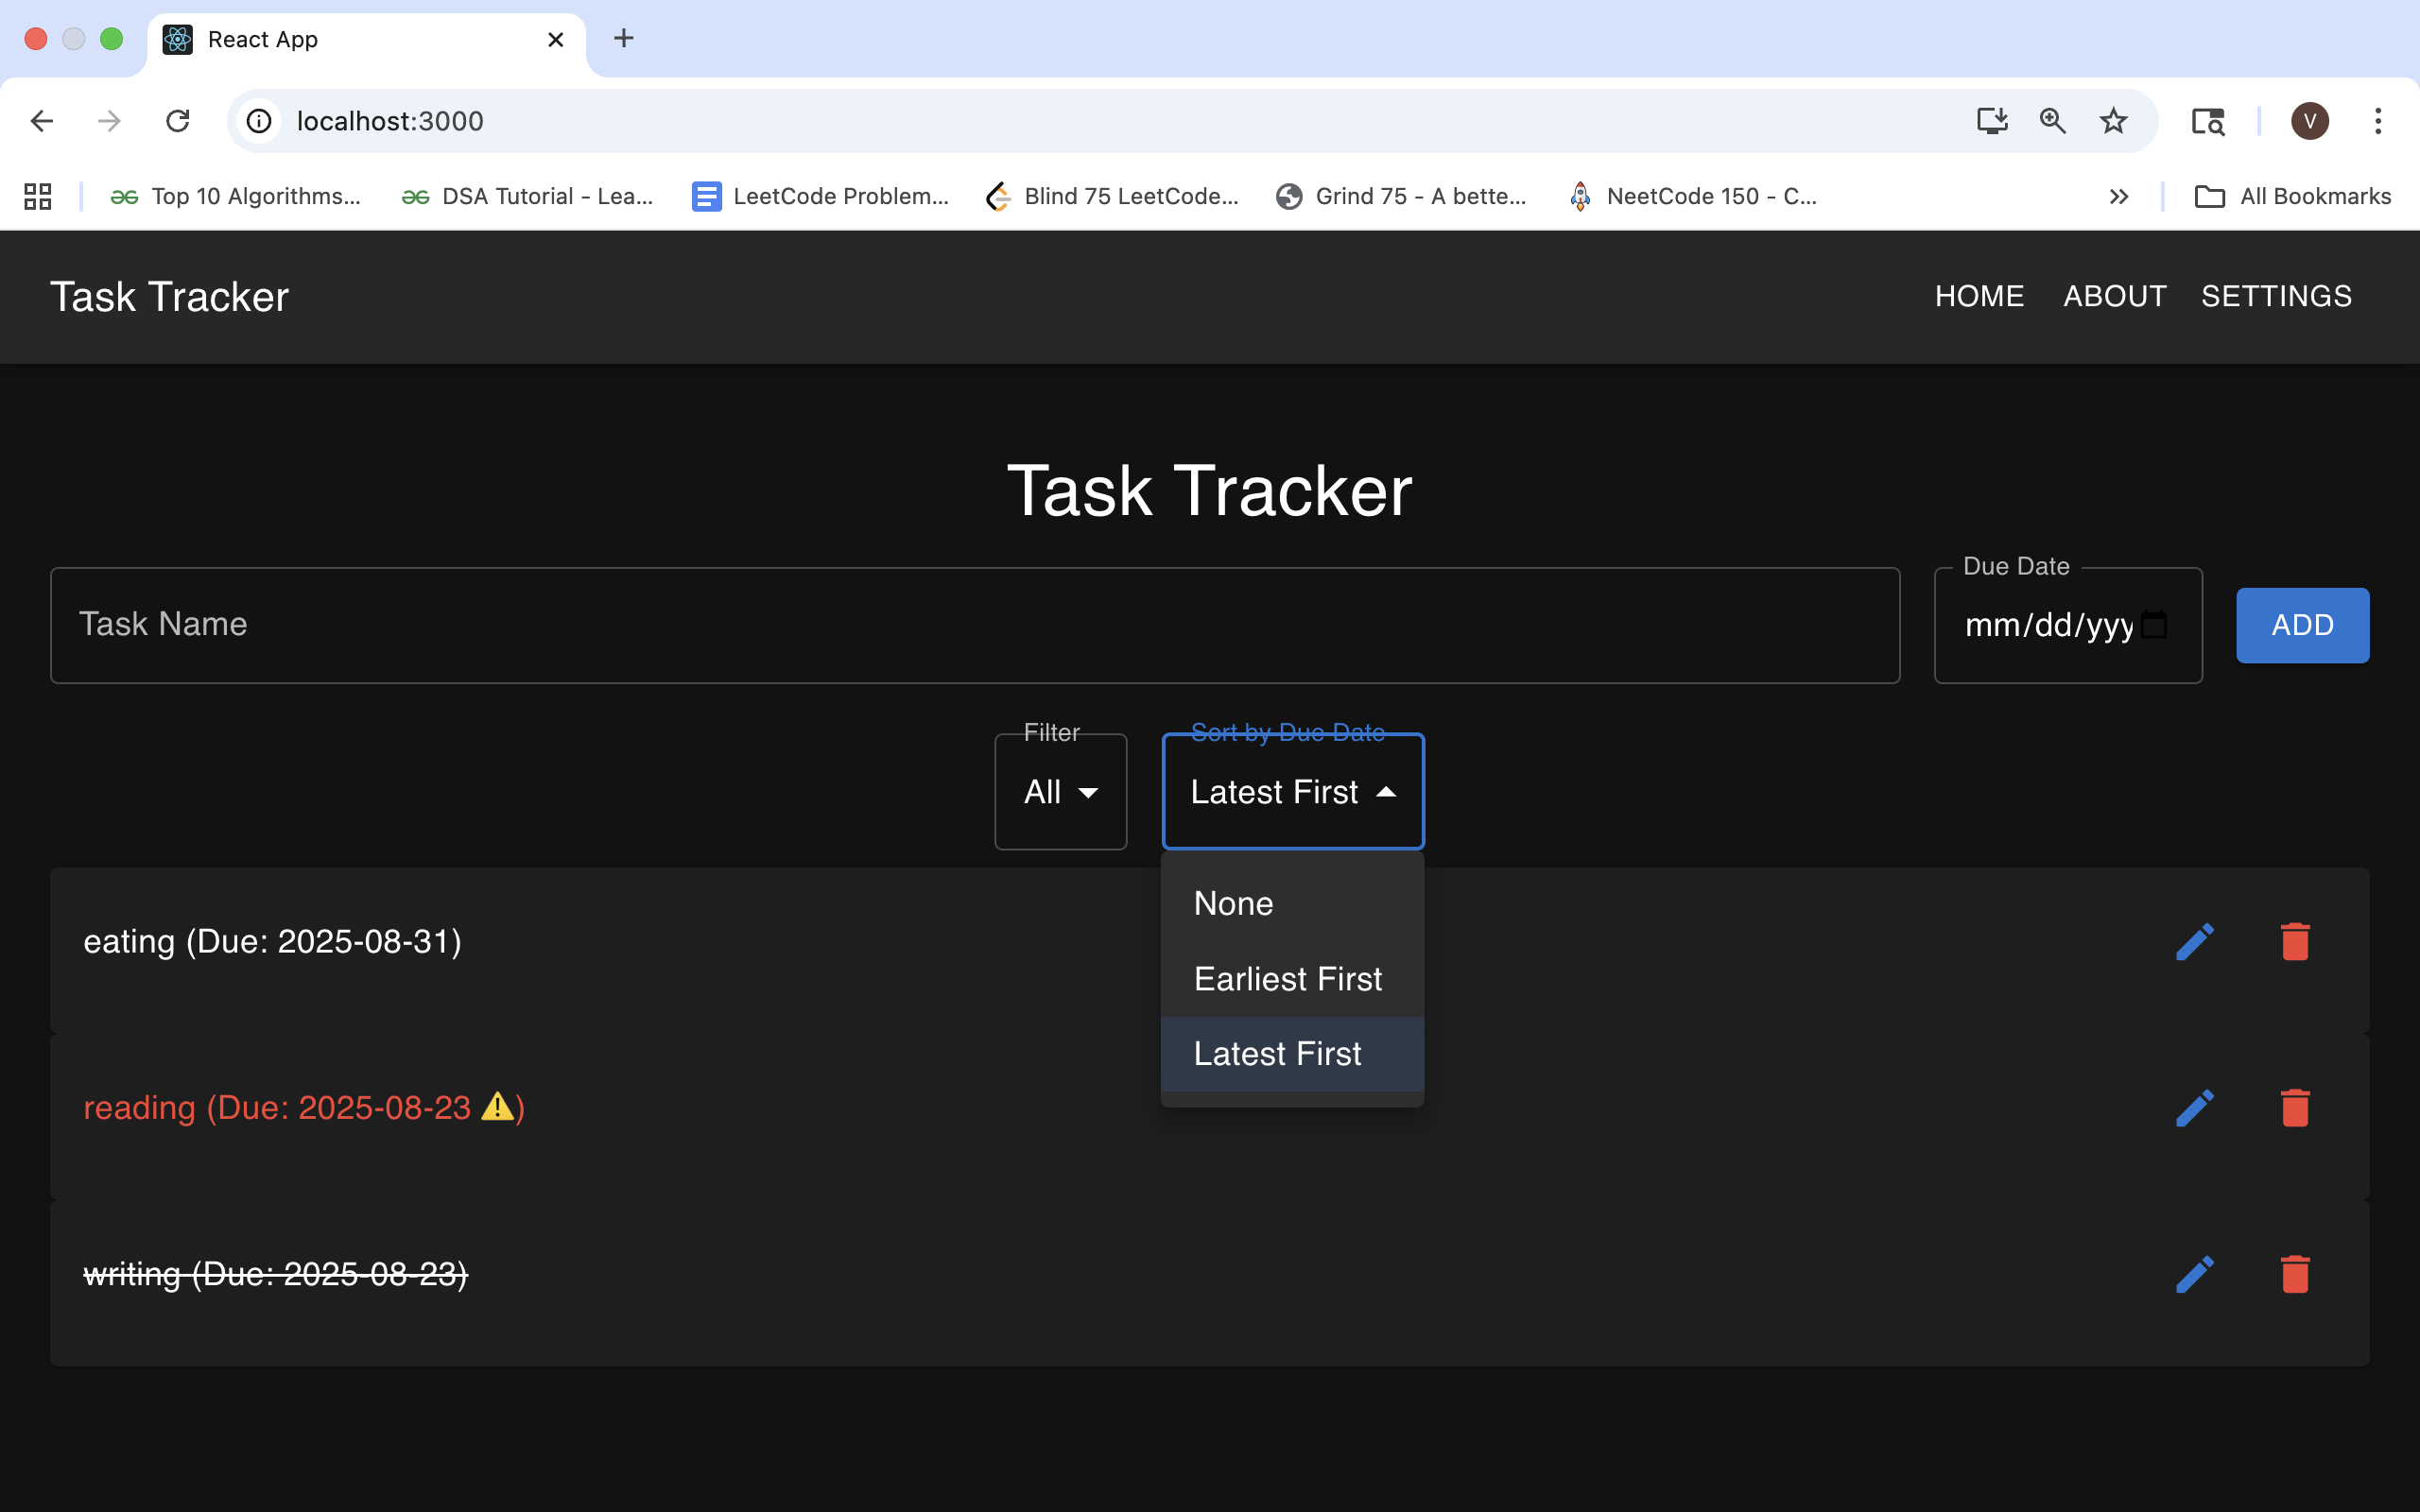 React App
localhost:3000
Top 10 Algorithms... DSA Tutorial - Lea... LeetCode Problem... Blind 75 LeetCode... Grind 75 - A bette... NeetCode 150 - C... All Bookmarks
V
Task Tracker HOME ABOUT SETTINGS
Task Tracker
Due Date
Task Name mm/dd/yyy ADD
Filter Sort by Due Date
All Latest First
None
Earliest First
Latest First
eating (Due: 2025-08-31)
reading (Due: 2025-08-23 ⚠️)
writing (Due: 2025-08-23)